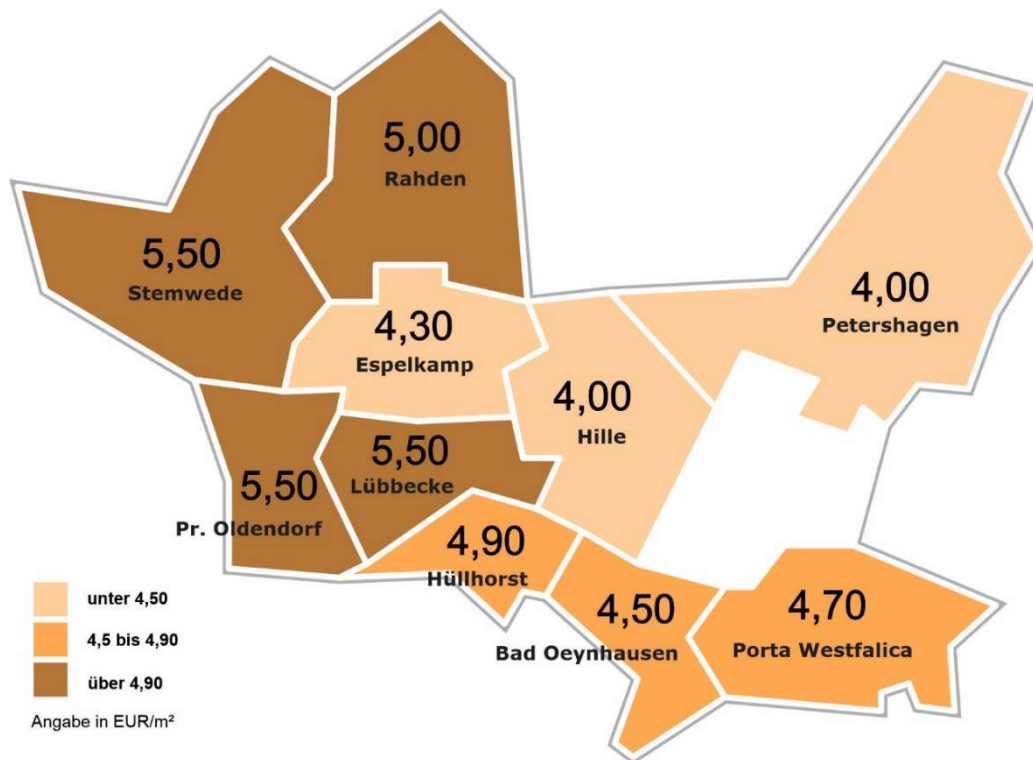 5,00
Rahden
5,50
Stemwede
4,00
Petershagen
4,30
Espelkamp
4,00
Hille
5,50
Lübbecke
5,50
Pr. Oldendorf
4,90
Hüllhorst
4,50
Bad Oeynhausen
4,70
Porta Westfalica
unter 4,50
4,5 bis 4,90
über 4,90
Angabe in EUR/m²